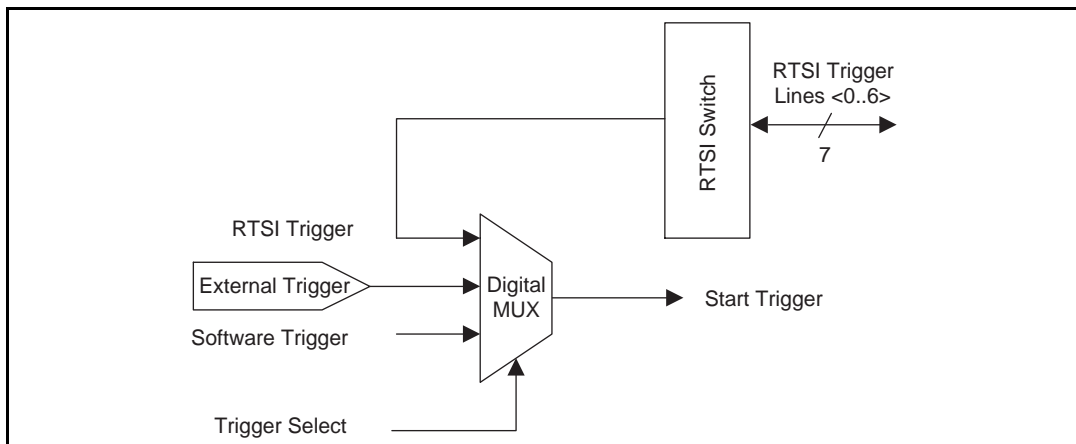 RTSI Switch
RTSI Trigger
Lines <0..6>
7
RTSI Trigger
External Trigger
Software Trigger
Digital
MUX
Start Trigger
Trigger Select